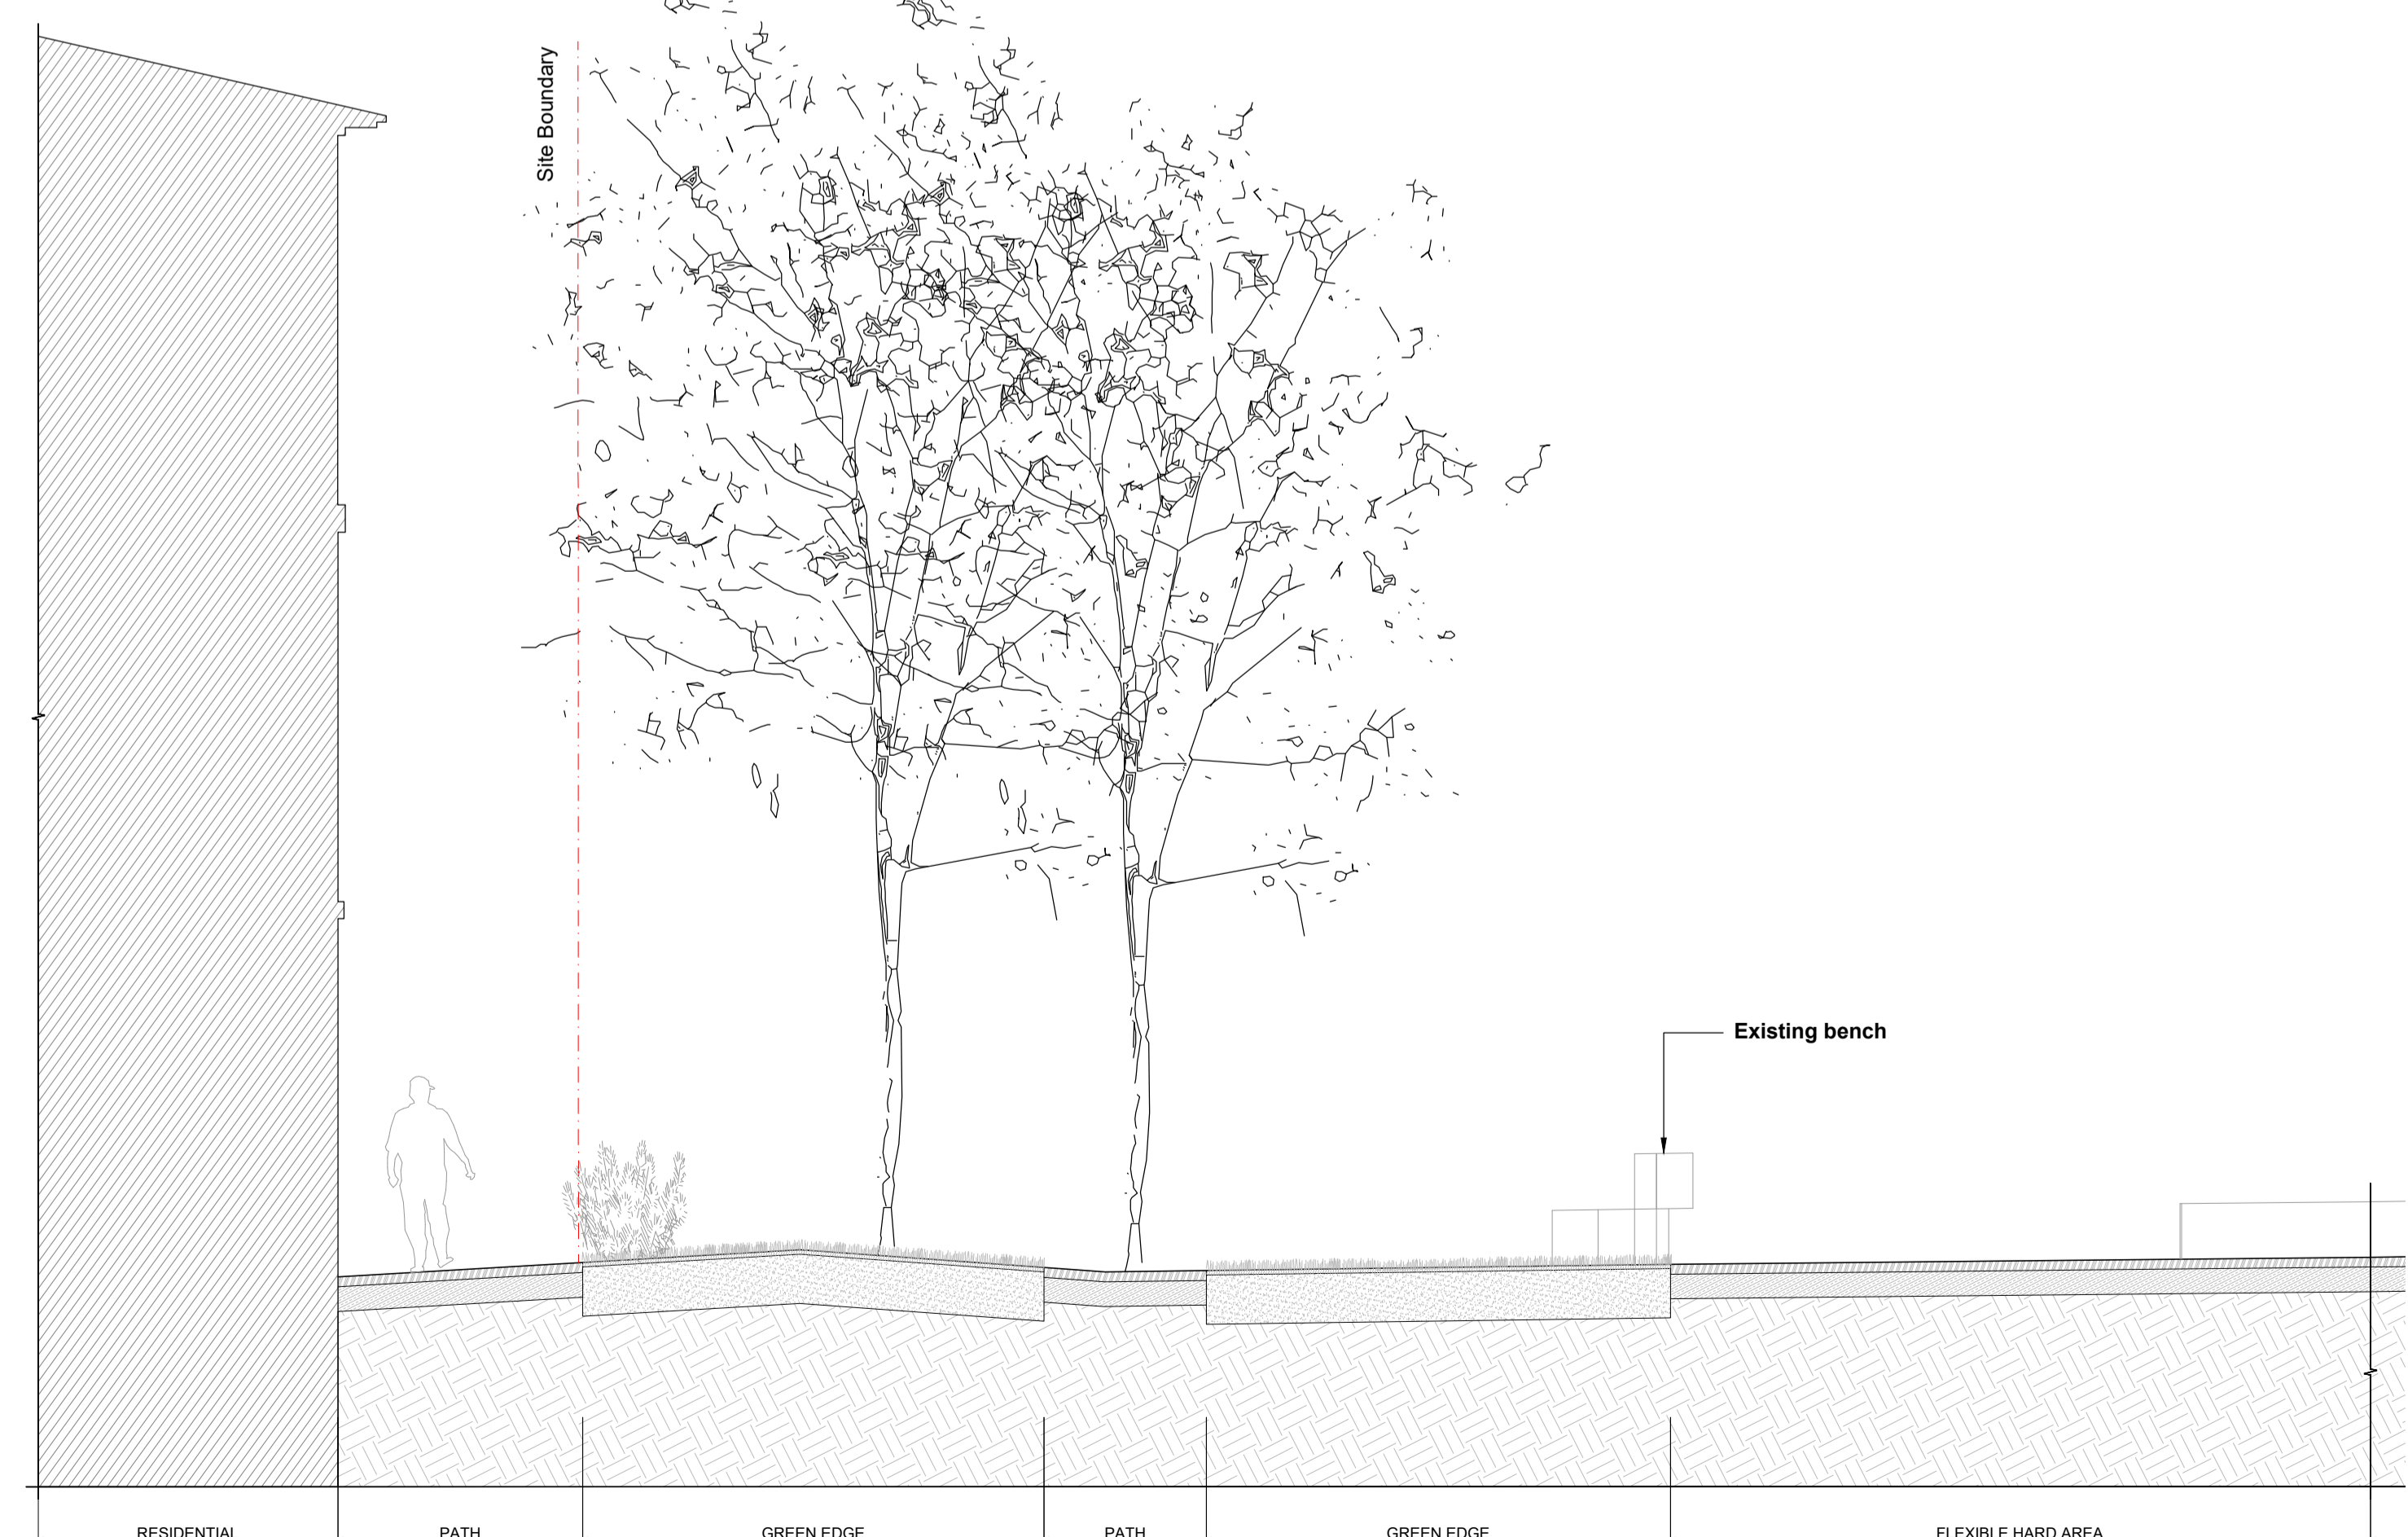 Site Boundary
Existing bench
RESIDENTIAL
PATH
GREEN EDGE
PATH
GREEN EDGE
FLEXIBLE HARD AREA